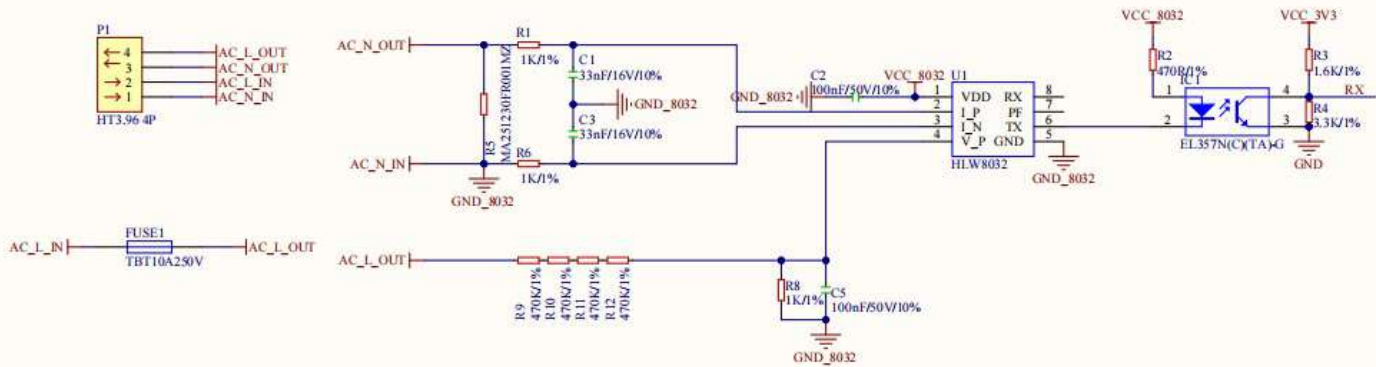 P1
4
3
2
1
AC_L_OUT
AC_N_OUT
AC_L_IN
AC_N_IN
HT3.96 4P
AC_N_OUT
AC_N_IN
R5
MA251230FR001MZ
R1
1K/1%
C1
33nF/16V/10%
GND_8032
C3
33nF/16V/10%
R6
1K/1%
GND_8032
C2
100nF/50V/10%
GND_8032
VCC_8032
U1
1 VDD RX 8
2 I_P PF 7
3 I_N TX 6
4 V_P GND 5
HLW8032
GND_8032
VCC_8032
R2
470R/1%
IC1
1
2
4
3
EL357N(C)(TA)-G
VCC_3V3
R3
1.6K/1%
RX
R4
3.3K/1%
GND
AC_L_IN
FUSE1
TBT10A250V
AC_L_OUT
AC_L_OUT
R9
470K/1%
R10
470K/1%
R11
470K/1%
R12
470K/1%
R8
1K/1%
C5
100nF/50V/10%
GND_8032